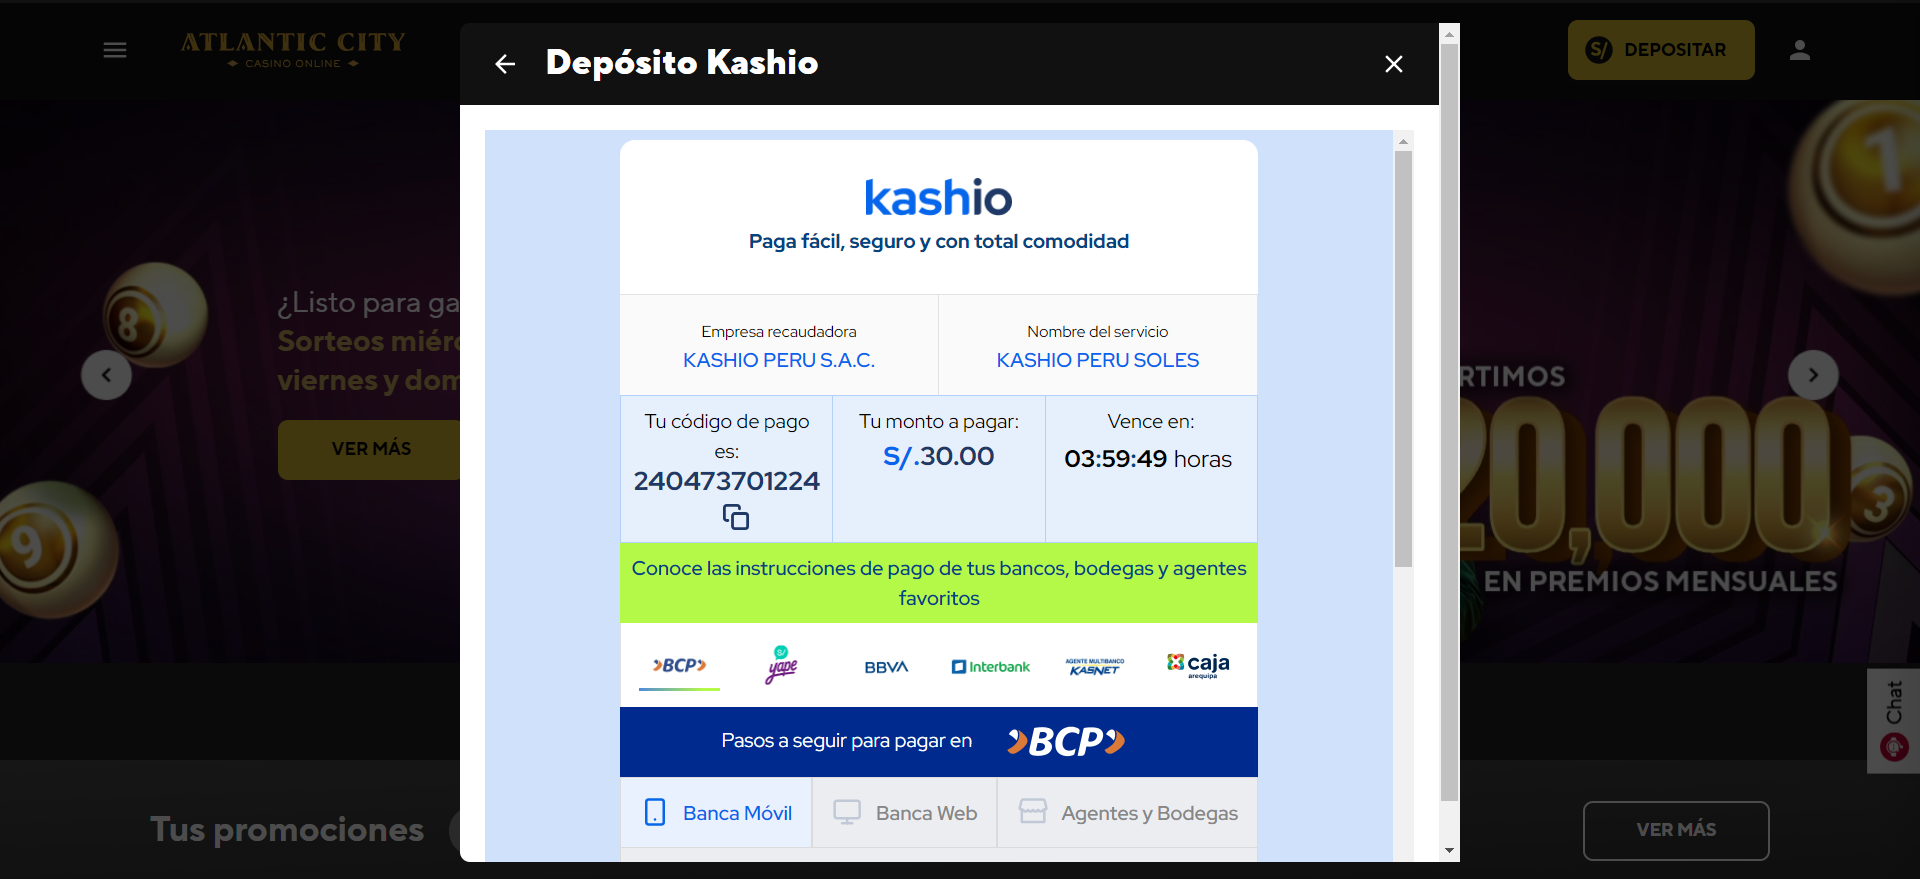 ATLANTIC CITY
CASINO ONLINE
Depósito Kashio
S/ DEPOSITAR
kashio
Paga fácil, seguro y con total comodidad
Empresa recaudadora
KASHIO PERU S.A.C.
Nombre del servicio
KASHIO PERU SOLES
Tu código de pago
es:
240473701224
Tu monto a pagar:
S/.30.00
Vence en:
03:59:49 horas
Conoce las instrucciones de pago de tus bancos, bodegas y agentes
favoritos
BCP
S/
yape
BBVA
Interbank
AGENTE MULTIBANCO
KASNET
caja
arequipa
Pasos a seguir para pagar en BCP
Banca Móvil
Banca Web
Agentes y Bodegas
8
9
¿Listo para ga
Sorteos miérc
viernes y dom
VER MÁS
1
RTIMOS
20,000
3
EN PREMIOS MENSUALES
Chat
Tus promociones
VER MÁS